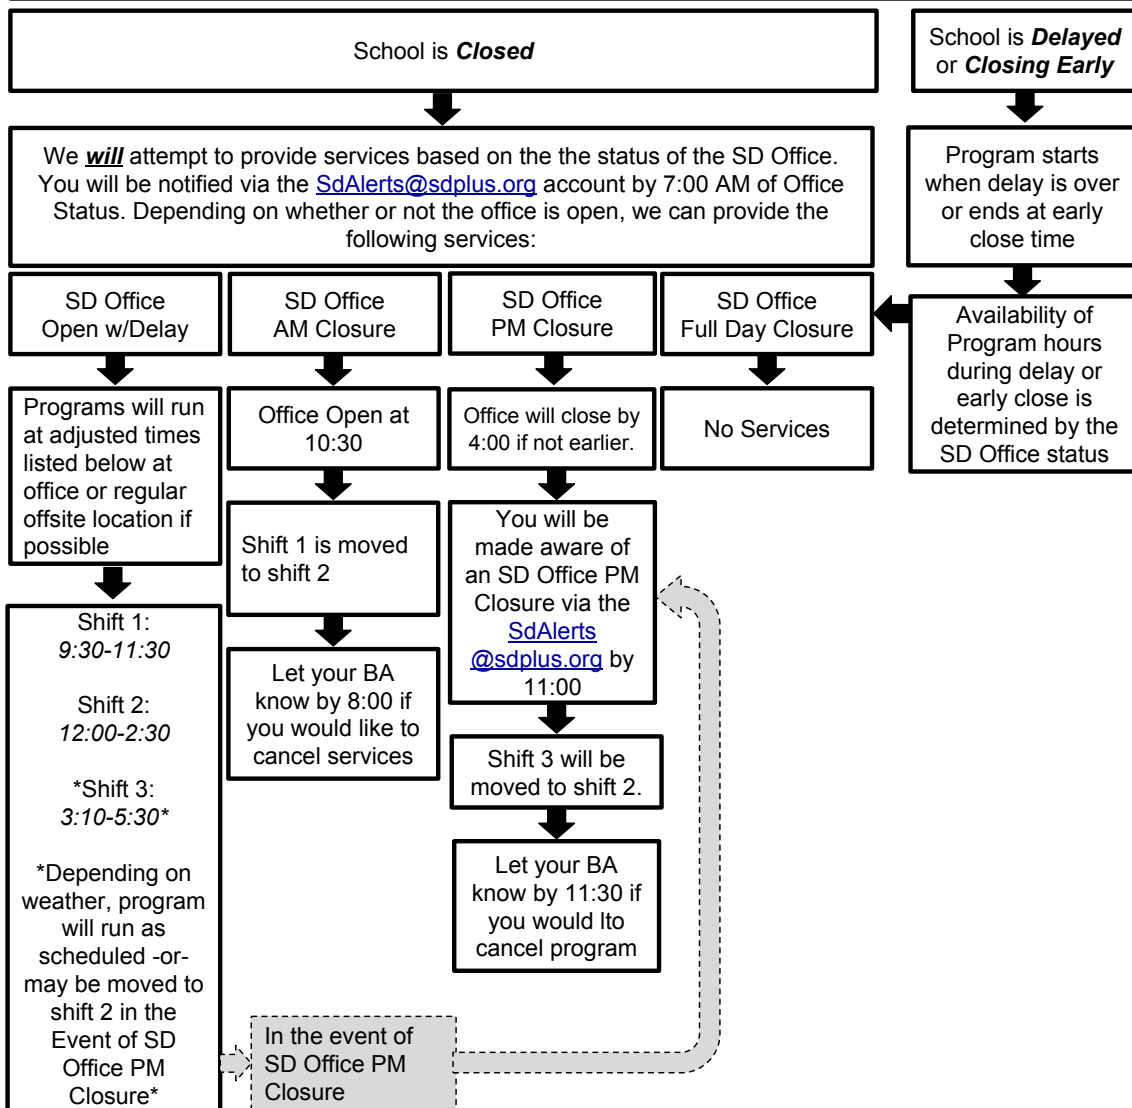 School is Closed
School is Delayed
or Closing Early
We will attempt to provide services based on the the status of the SD Office.
You will be notified via the SdAlerts@sdplus.org account by 7:00 AM of Office
Status. Depending on whether or not the office is open, we can provide the
following services:
Program starts
when delay is over
or ends at early
close time
SD Office
Open w/Delay
SD Office
AM Closure
SD Office
PM Closure
SD Office
Full Day Closure
Availability of
Program hours
during delay or
early close is
determined by the
SD Office status
Programs will run
at adjusted times
listed below at
office or regular
offsite location if
possible
Office Open at
10:30
Office will close by
4:00 if not earlier.
No Services
Shift 1 is moved
to shift 2
You will be
made aware of
an SD Office PM
Closure via the
SdAlerts
@sdplus.org by
11:00
Shift 1:
9:30-11:30
Shift 2:
12:00-2:30
*Shift 3:
3:10-5:30*
*Depending on
weather, program
will run as
scheduled -or-
may be moved to
shift 2 in the
Event of SD
Office PM
Closure*
Let your BA
know by 8:00 if
you would like to
cancel services
Shift 3 will be
moved to shift 2.
Let your BA
know by 11:30 if
you would lto
cancel program
In the event of
SD Office PM
Closure